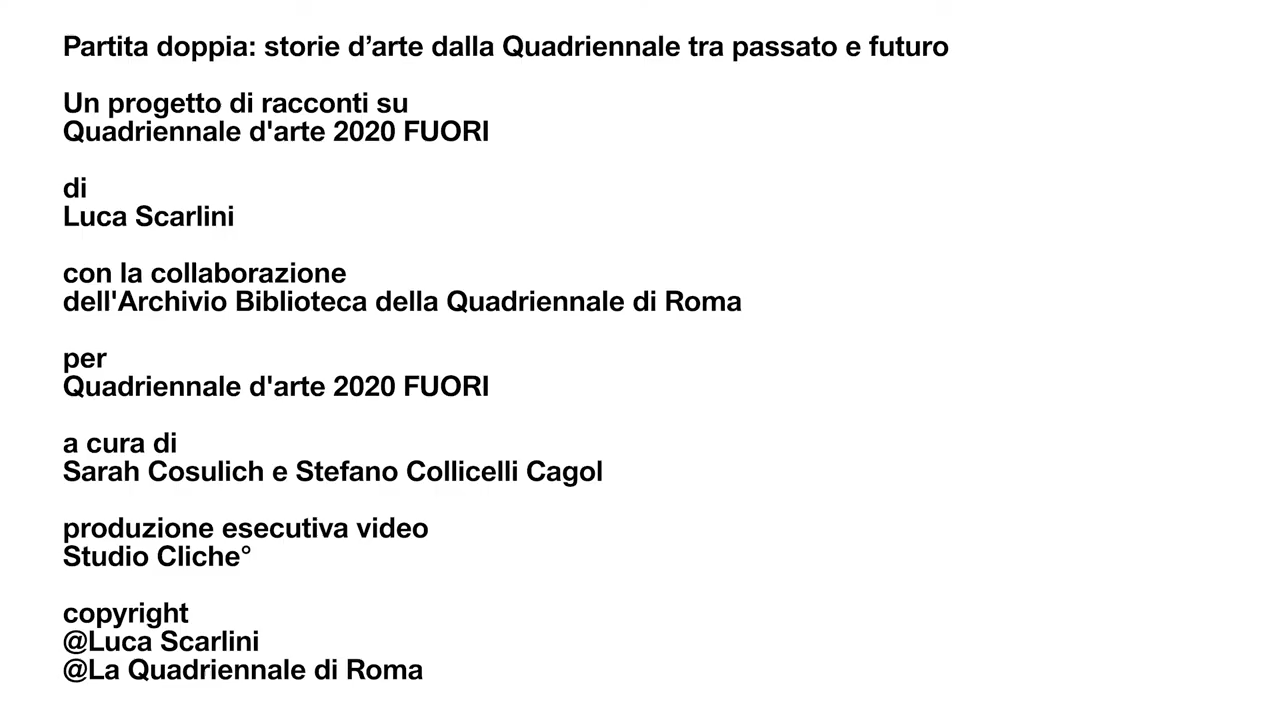 Partita doppia: storie d’arte dalla Quadriennale tra passato e futuro
Un progetto di racconti su
Quadriennale d'arte 2020 FUORI
di
Luca Scarlini
con la collaborazione
dell'Archivio Biblioteca della Quadriennale di Roma
per
Quadriennale d'arte 2020 FUORI
a cura di
Sarah Cosulich e Stefano Collicelli Cagol
produzione esecutiva video
Studio Cliche°
copyright
@Luca Scarlini
@La Quadriennale di Roma